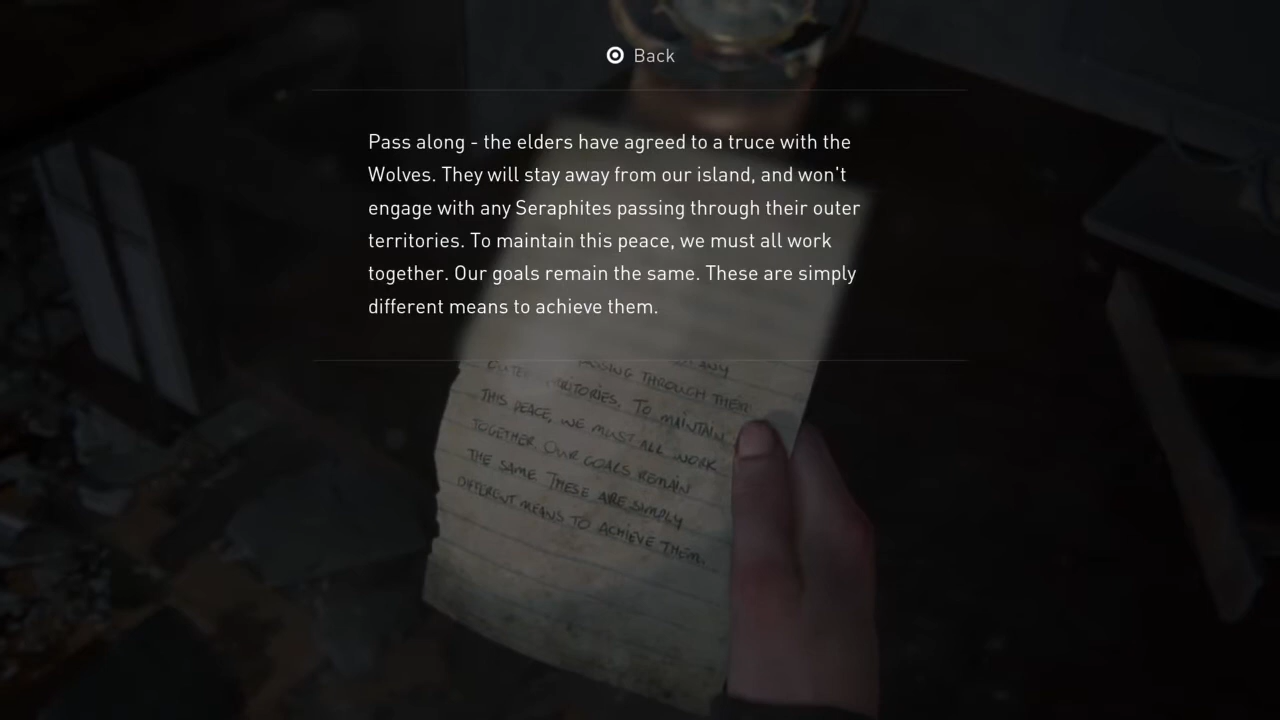 Back
Pass along - the elders have agreed to a truce with the
Wolves. They will stay away from our island, and won't
engage with any Seraphites passing through their outer
territories. To maintain this peace, we must all work
together. Our goals remain the same. These are simply
different means to achieve them.
ANY
PASSING THROUGH THEIR
TO MAINTAIN
THIS PEACE, WE MUST ALL WORK
TOGETHER. OUR GOALS REMAIN
THE SAME. THESE ARE SIMPLY
DIFFERENT MEANS TO ACHIEVE THEM...